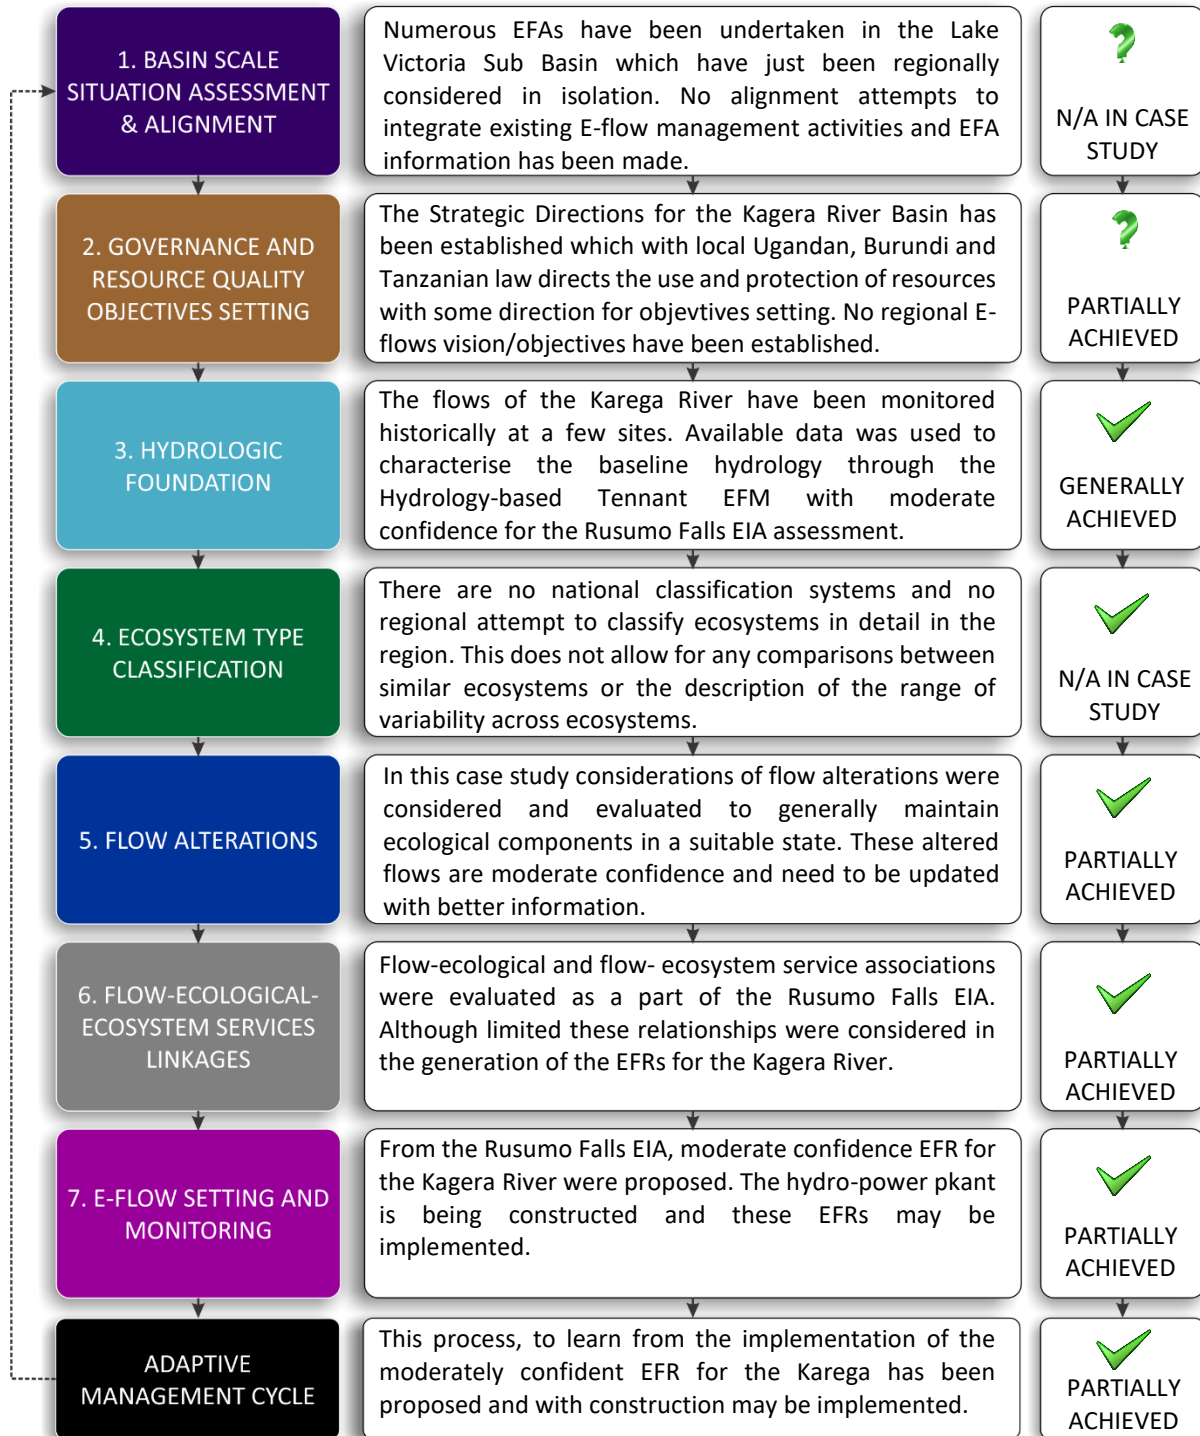 1. BASIN SCALE
SITUATION ASSESSMENT
& ALIGNMENT
Numerous EFAs have been undertaken in the Lake
Victoria Sub Basin which have just been regionally
considered in isolation. No alignment attempts to
integrate existing E-flow management activities and EFA
information has been made.
?
N/A IN CASE
STUDY
2. GOVERNANCE AND
RESOURCE QUALITY
OBJECTIVES SETTING
The Strategic Directions for the Kagera River Basin has
been established which with local Ugandan, Burundi and
Tanzanian law directs the use and protection of resources
with some direction for objevtives setting. No regional E-
flows vision/objectives have been established.
?
PARTIALLY
ACHIEVED
3. HYDROLOGIC
FOUNDATION
The flows of the Karega River have been monitored
historically at a few sites. Available data was used to
characterise the baseline hydrology through the
Hydrology-based Tennant EFM with moderate
confidence for the Rusumo Falls EIA assessment.
GENERALLY
ACHIEVED
4. ECOSYSTEM TYPE
CLASSIFICATION
There are no national classification systems and no
regional attempt to classify ecosystems in detail in the
region. This does not allow for any comparisons between
similar ecosystems or the description of the range of
variability across ecosystems.
N/A IN CASE
STUDY
5. FLOW ALTERATIONS
In this case study considerations of flow alterations were
considered and evaluated to generally maintain
ecological components in a suitable state. These altered
flows are moderate confidence and need to be updated
with better information.
PARTIALLY
ACHIEVED
6. FLOW-ECOLOGICAL-
ECOSYSTEM SERVICES
LINKAGES
Flow-ecological and flow- ecosystem service associations
were evaluated as a part of the Rusumo Falls EIA.
Although limited these relationships were considered in
the generation of the EFRs for the Kagera River.
PARTIALLY
ACHIEVED
7. E-FLOW SETTING AND
MONITORING
From the Rusumo Falls EIA, moderate confidence EFR for
the Kagera River were proposed. The hydro-power pkant
is being constructed and these EFRs may be
implemented.
PARTIALLY
ACHIEVED
ADAPTIVE
MANAGEMENT CYCLE
This process, to learn from the implementation of the
moderately confident EFR for the Karega has been
proposed and with construction may be implemented.
PARTIALLY
ACHIEVED